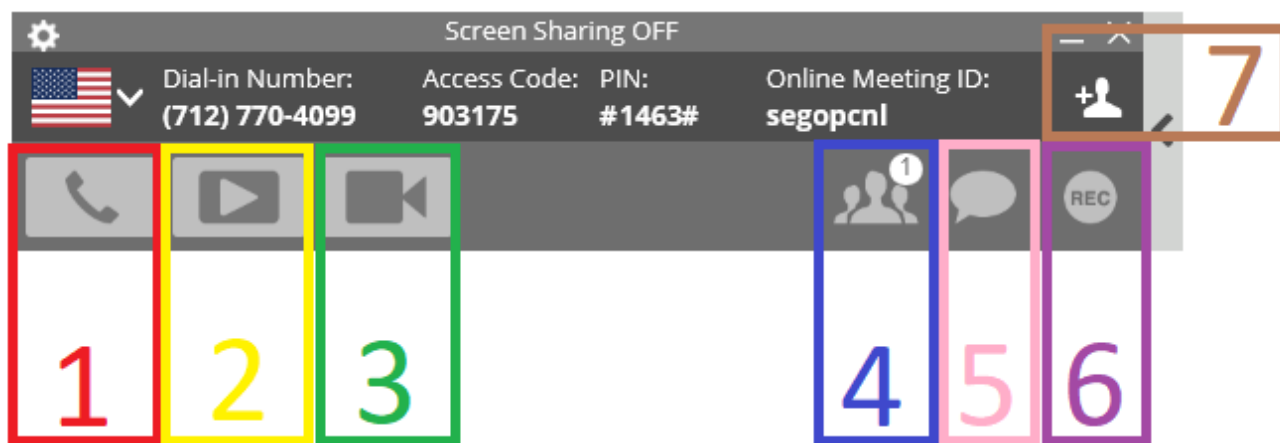 Screen Sharing OFF
7
Dial-in Number: Access Code: PIN: Online Meeting ID:
(712) 770-4099 903175 #1463# segopcnl
1
REC
1 2 3 4 5 6